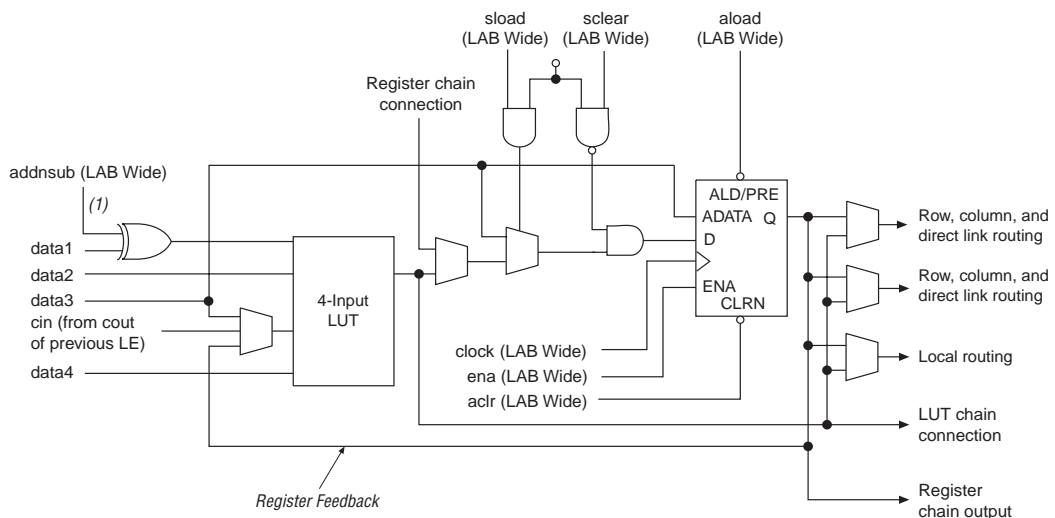 sload
(LAB Wide)
sclear
(LAB Wide)
aload
(LAB Wide)
Register chain
connection
addnsub (LAB Wide)
(1)
data1
data2
data3
cin (from cout
of previous LE)
data4
4-Input
LUT
ALD/PRE
ADATA Q
D
ENA
CLRN
clock (LAB Wide)
ena (LAB Wide)
aclr (LAB Wide)
Row, column, and
direct link routing
Row, column, and
direct link routing
Local routing
LUT chain
connection
Register
chain output
Register Feedback